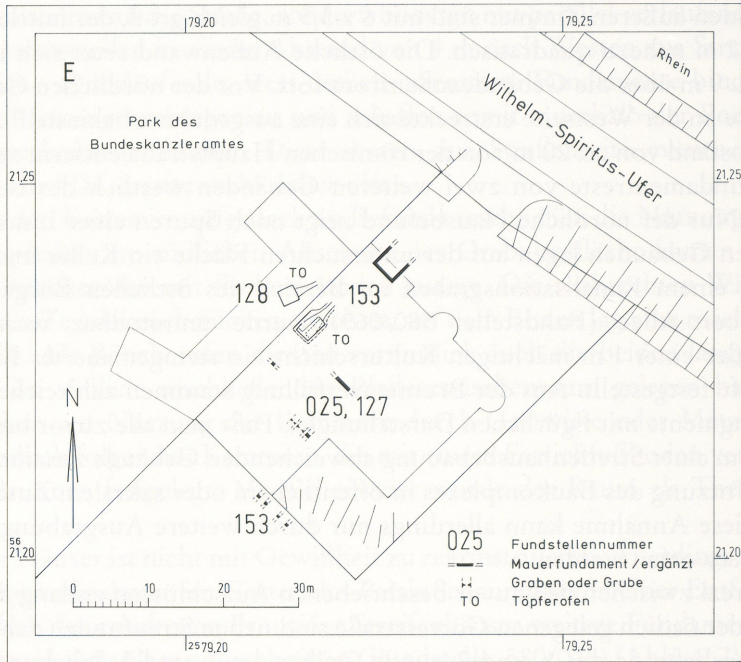 79,20
79,25
E
Rhein
Park des
Bundeskanzleramtes
Wilhelm-Spiritus-Ufer
21,25
21,25
TO
128
153
TO
N
025, 127
153
025 Fundstellennummer
Mauerfundament/ergänzt
Graben oder Grube
TO Töpferofen
56
21,20
21,20
0 10 20 30m
2579,20
79,25